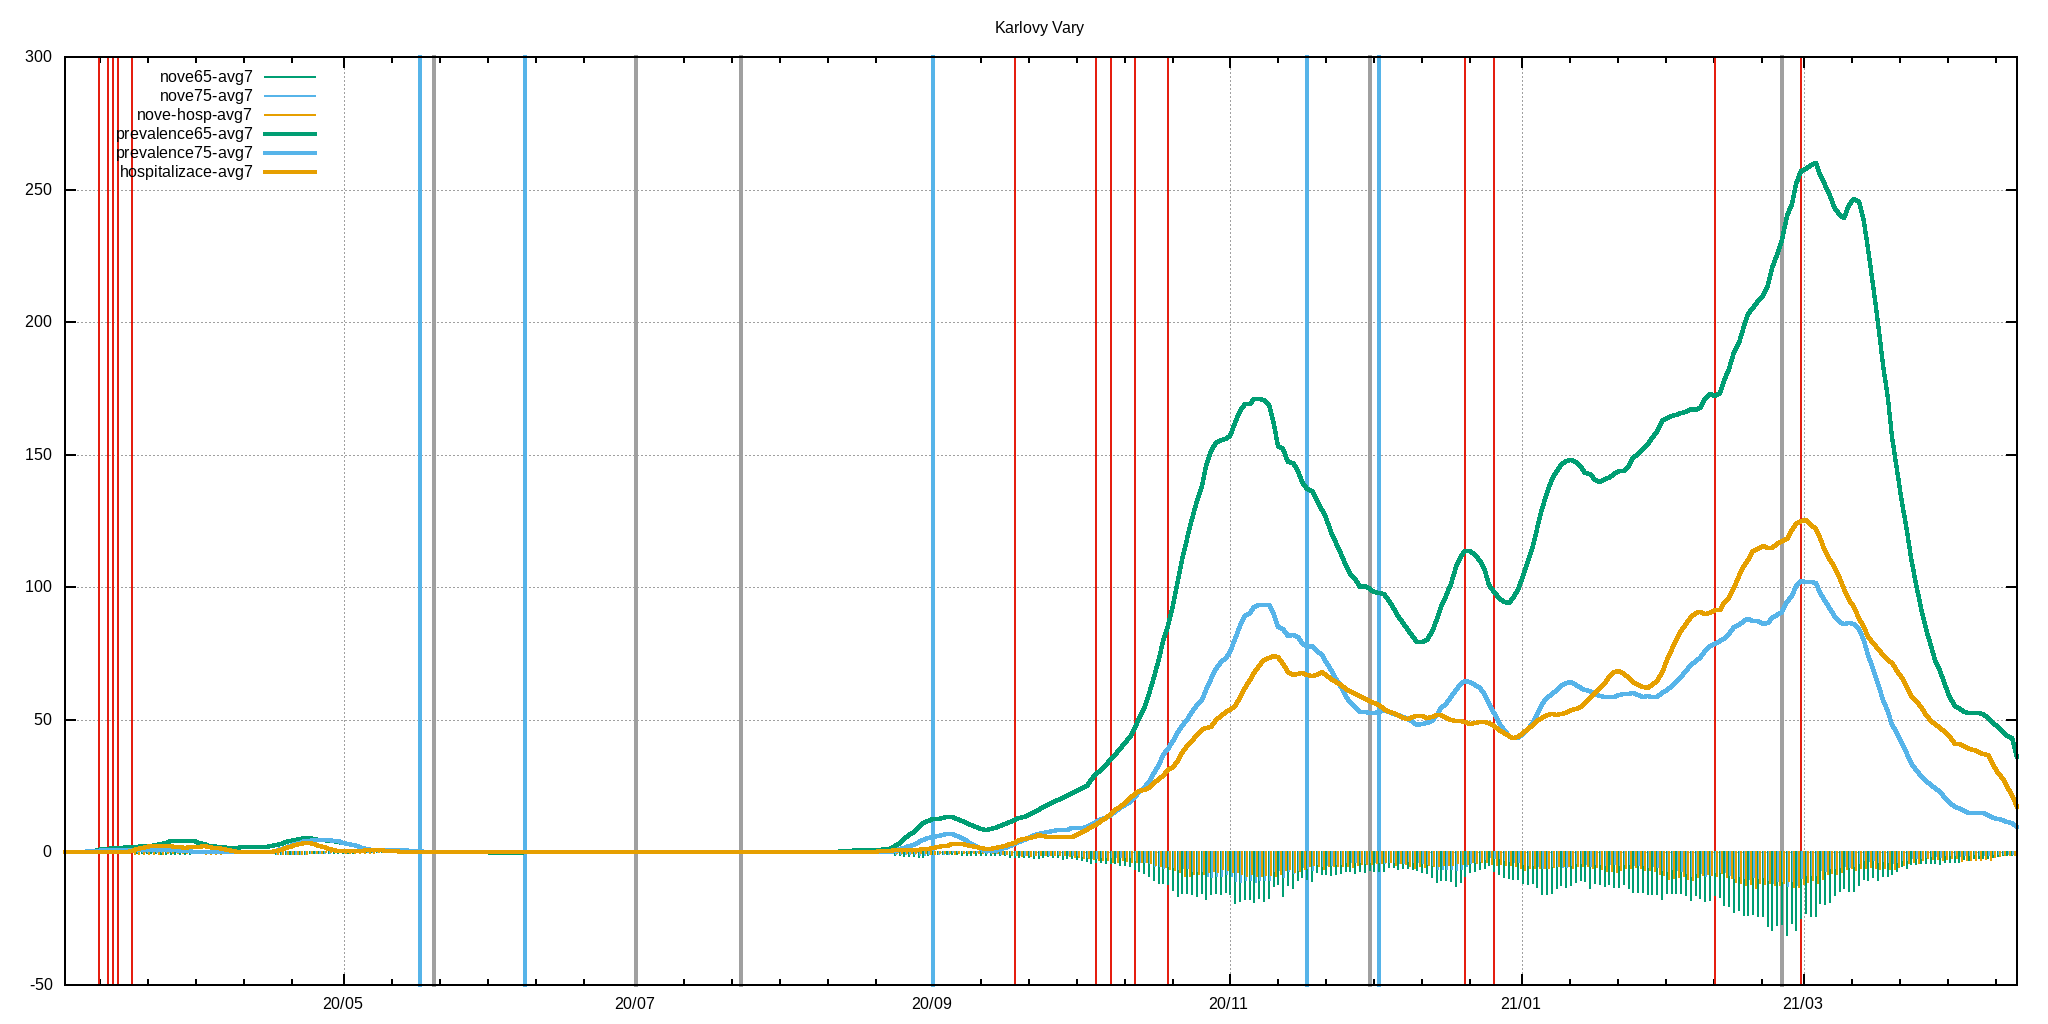 Karlovy Vary
300
nove65-avg7
nove75-avg7
nove-hosp-avg7
prevalence65-avg7
prevalence75-avg7
hospitalizace-avg7
250
200
150
100
50
0
-50
20/05 20/07 20/09 20/11 21/01 21/03